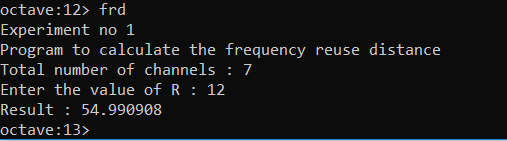 octave:12> frd
Experiment no 1
Program to calculate the frequency reuse distance
Total number of channels : 7
Enter the value of R : 12
Result : 54.990908
octave:13>